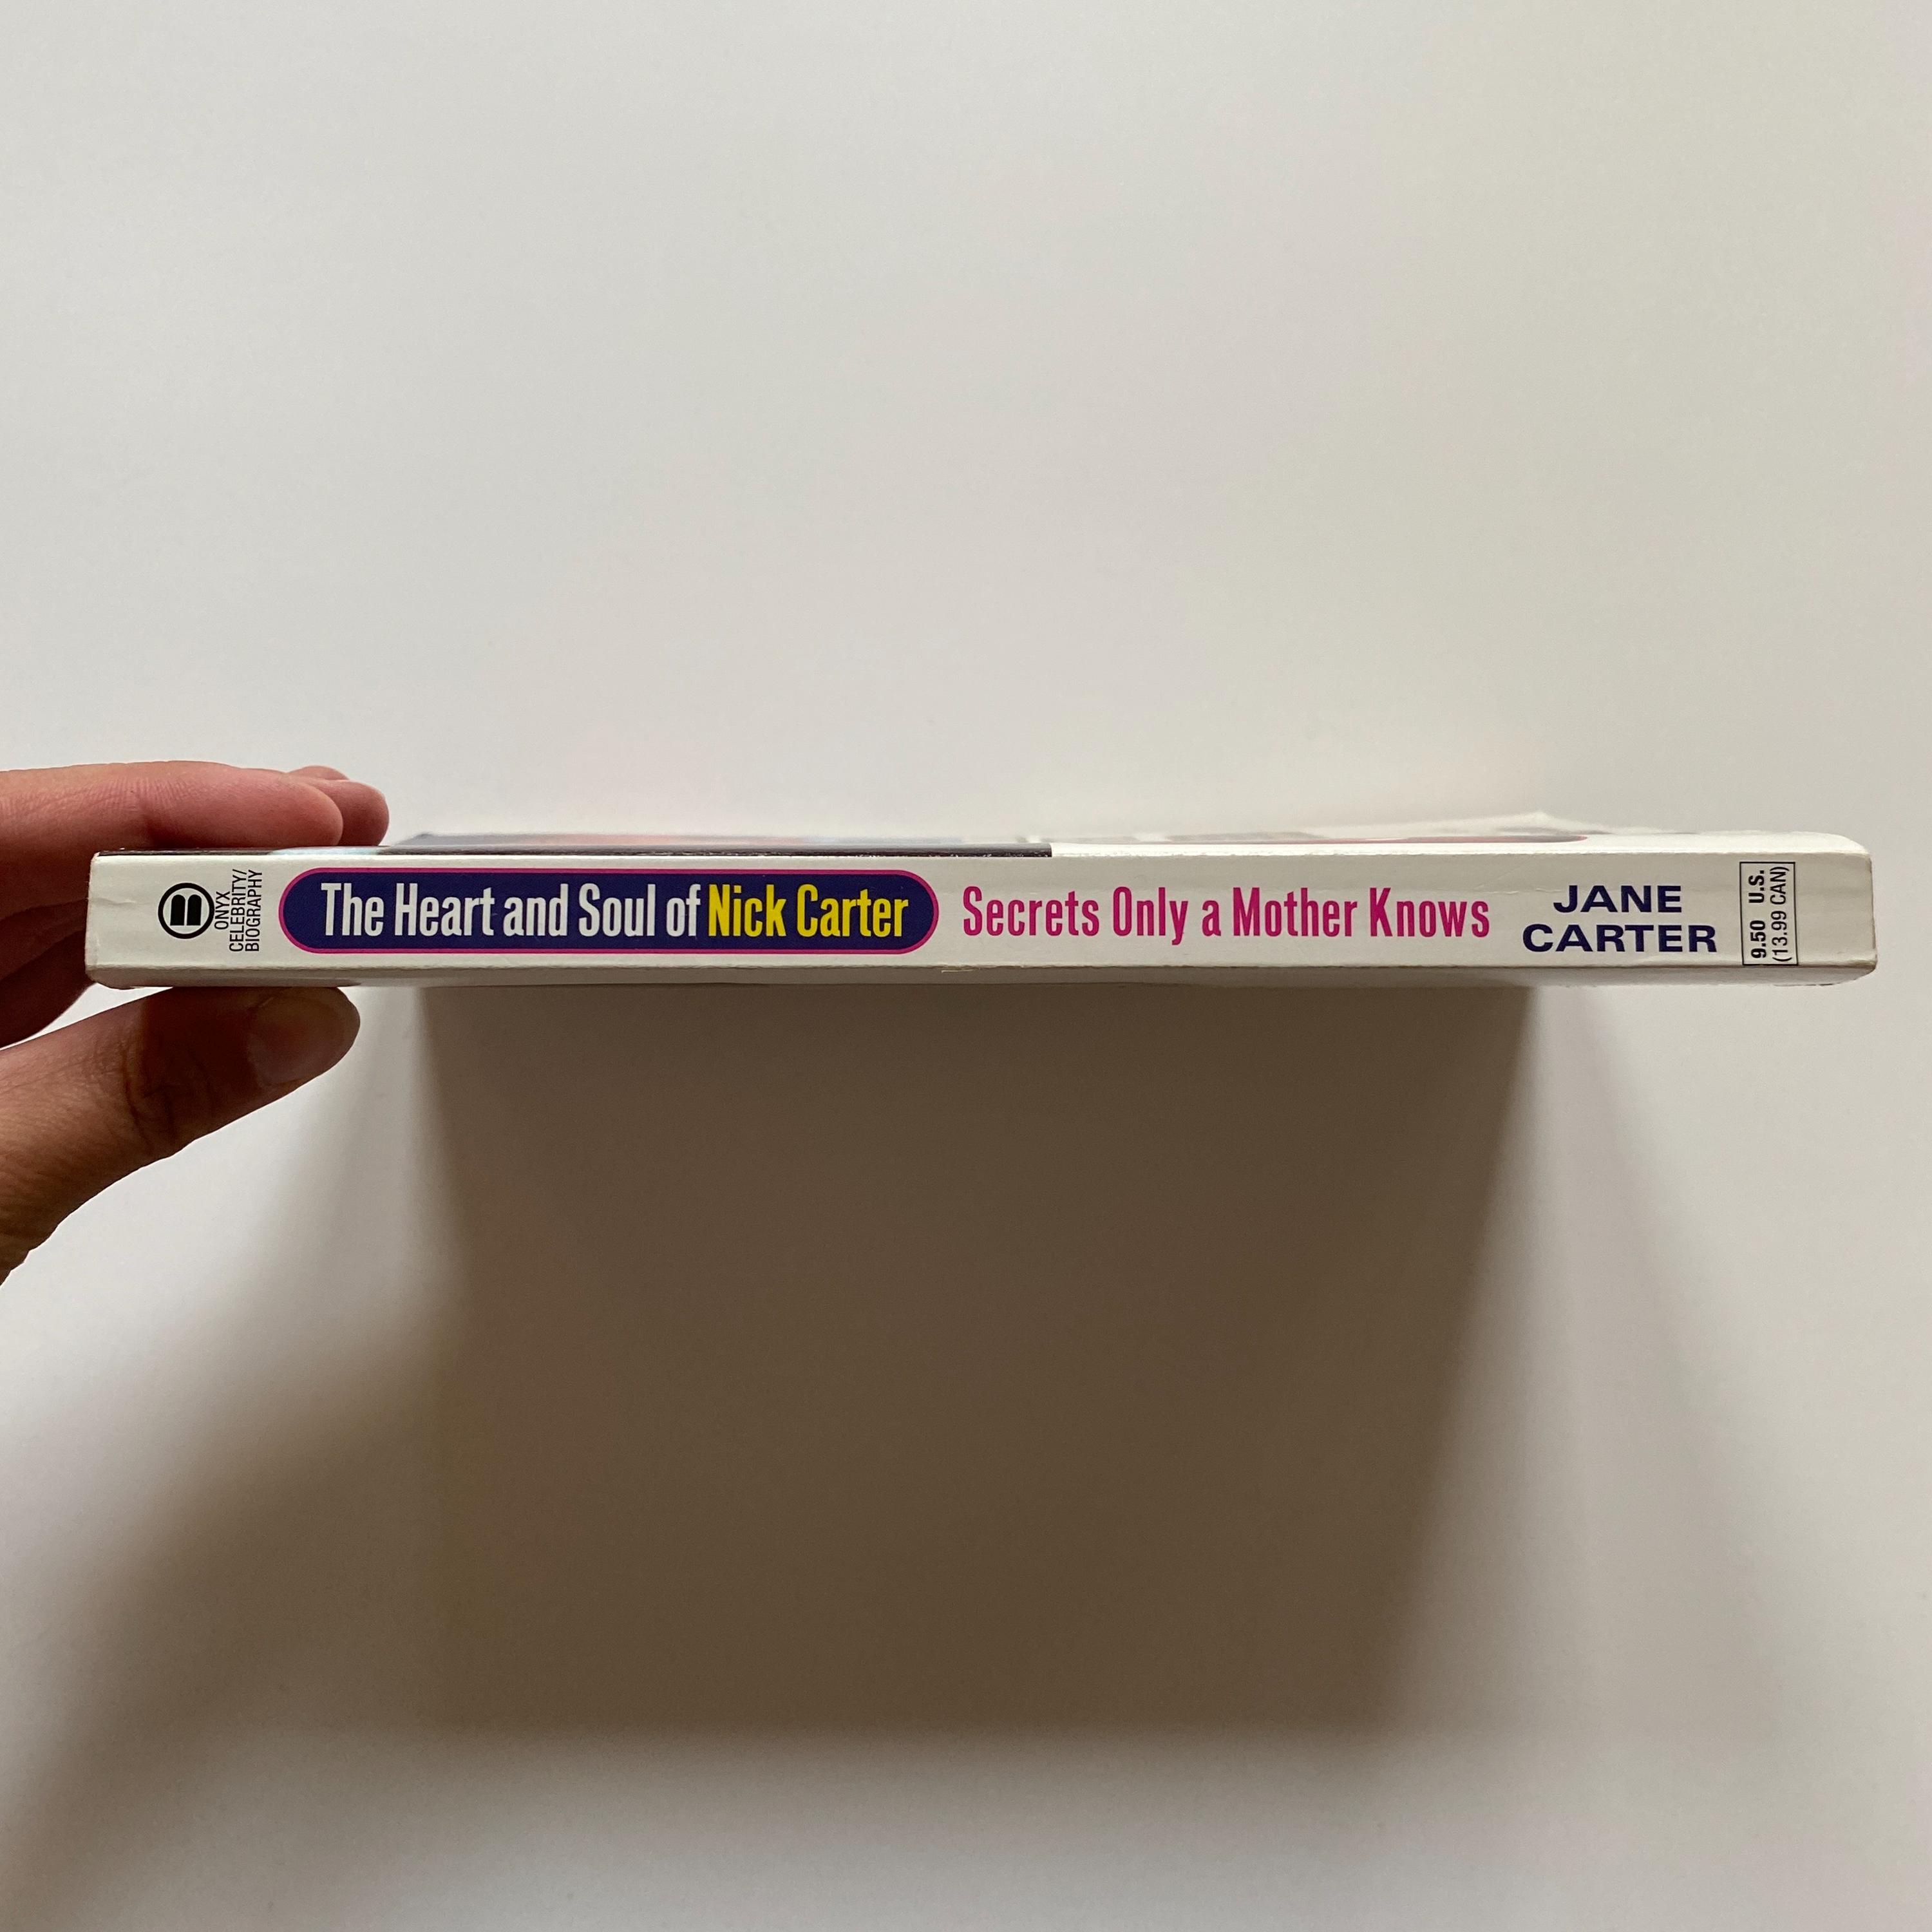 ONYX
CELEBRITY/
BIOGRAPHY
The Heart and Soul of Nick Carter
Secrets Only a Mother Knows
JANE
CARTER
9.50 U.S.
(13.99 CAN)